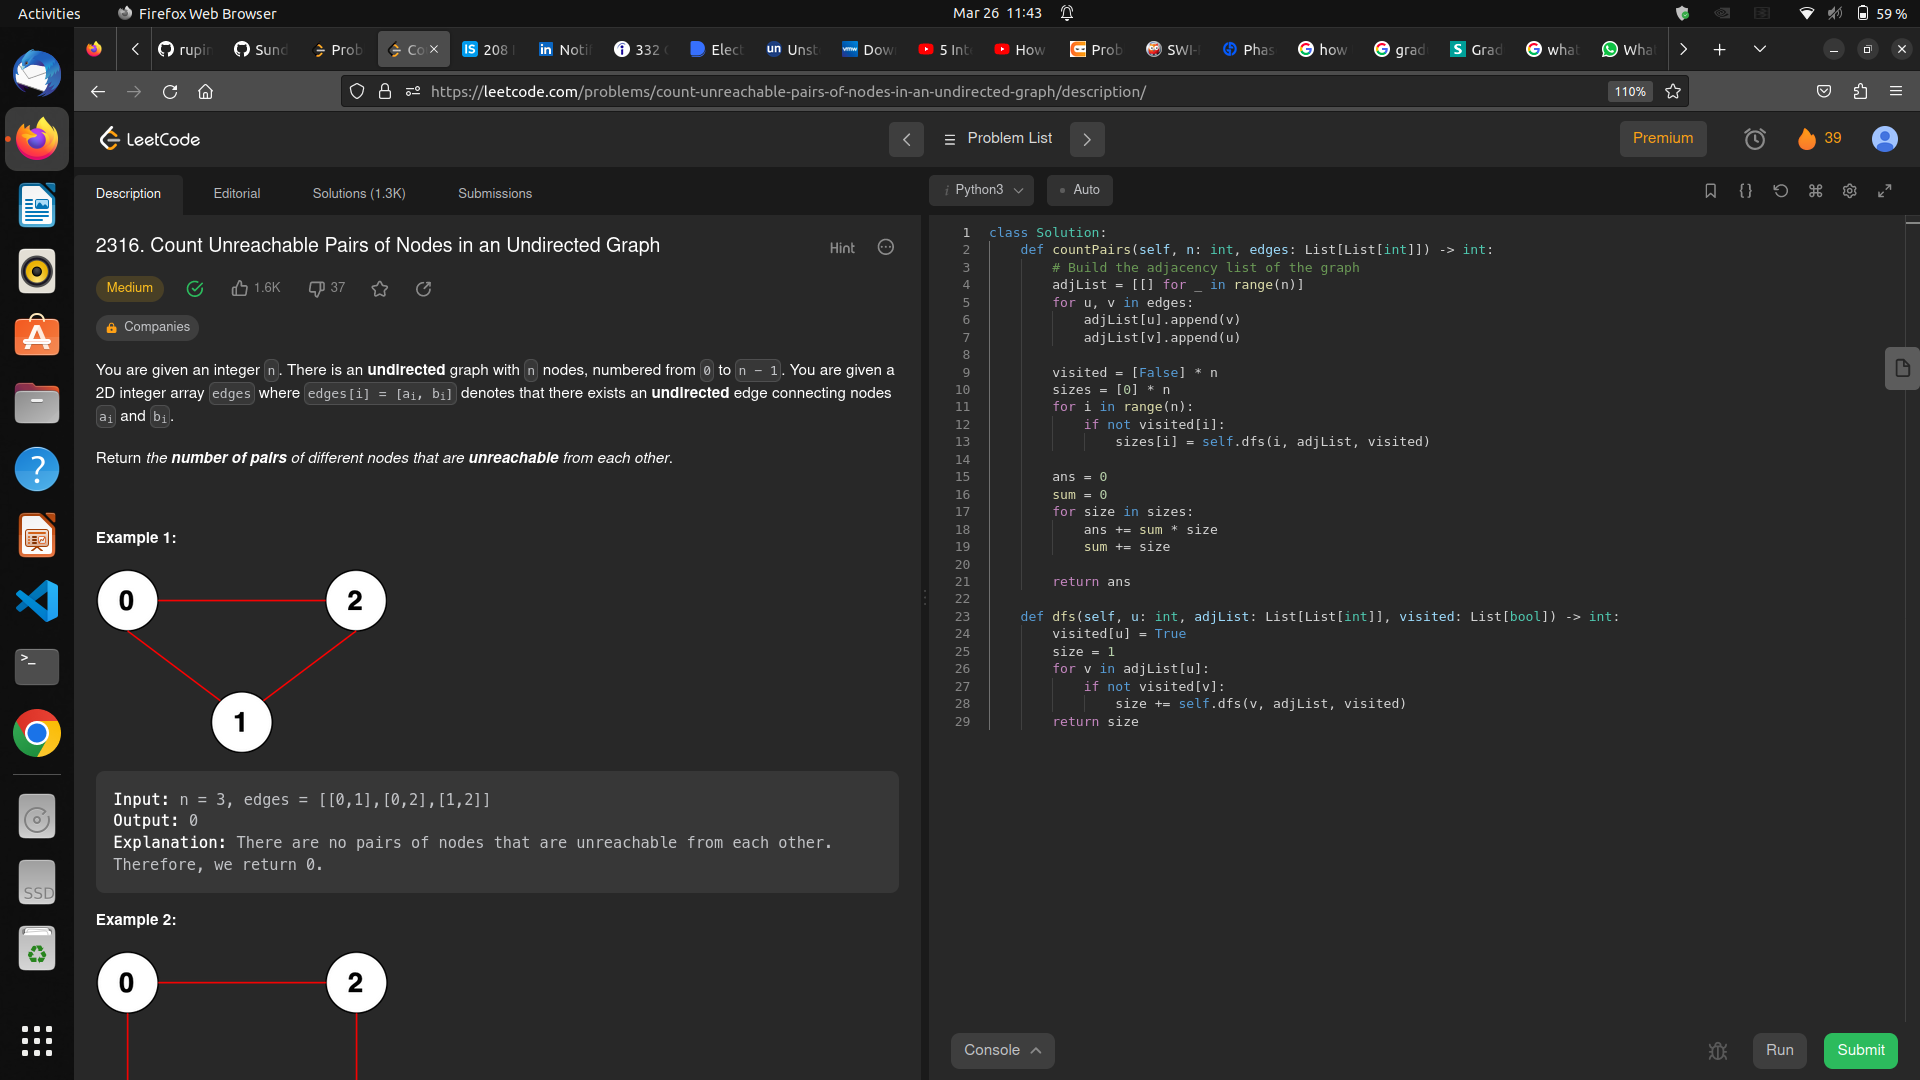 Activities
Firefox Web Browser
Mar 26 11:43
59 %
rupin
Sund
Prob
Co
208
Noti
332
Elect
Unst
Dow
5 Int
How
Prob
SWI-
Phas
how
grad
Grad
what
Wha
https://leetcode.com/problems/count-unreachable-pairs-of-nodes-in-an-undirected-graph/description/
110%
LeetCode
Problem List
Premium
39
Description
Editorial
Solutions (1.3K)
Submissions
2316. Count Unreachable Pairs of Nodes in an Undirected Graph
Hint
Medium
1.6K
37
Companies
You are given an integer n. There is an undirected graph with n nodes, numbered from 0 to n - 1. You are given a
2D integer array edges where edges[i] = [ai, bi] denotes that there exists an undirected edge connecting nodes
ai and bi.
Return the number of pairs of different nodes that are unreachable from each other.
Example 1:
0
2
1
Input: n = 3, edges = [[0,1],[0,2],[1,2]]
Output: 0
Explanation: There are no pairs of nodes that are unreachable from each other.
Therefore, we return 0.
Example 2:
0
2
SSD
i Python3
Auto
1 class Solution:
2 def countPairs(self, n: int, edges: List[List[int]]) -> int:
3 # Build the adjacency list of the graph
4 adjList = [[] for _ in range(n)]
5 for u, v in edges:
6 adjList[u].append(v)
7 adjList[v].append(u)
8
9 visited = [False] * n
10 sizes = [0] * n
11 for i in range(n):
12 if not visited[i]:
13 sizes[i] = self.dfs(i, adjList, visited)
14
15 ans = 0
16 sum = 0
17 for size in sizes:
18 ans += sum * size
19 sum += size
20
21 return ans
22
23 def dfs(self, u: int, adjList: List[List[int]], visited: List[bool]) -> int:
24 visited[u] = True
25 size = 1
26 for v in adjList[u]:
27 if not visited[v]:
28 size += self.dfs(v, adjList, visited)
29 return size
Console
Run
Submit